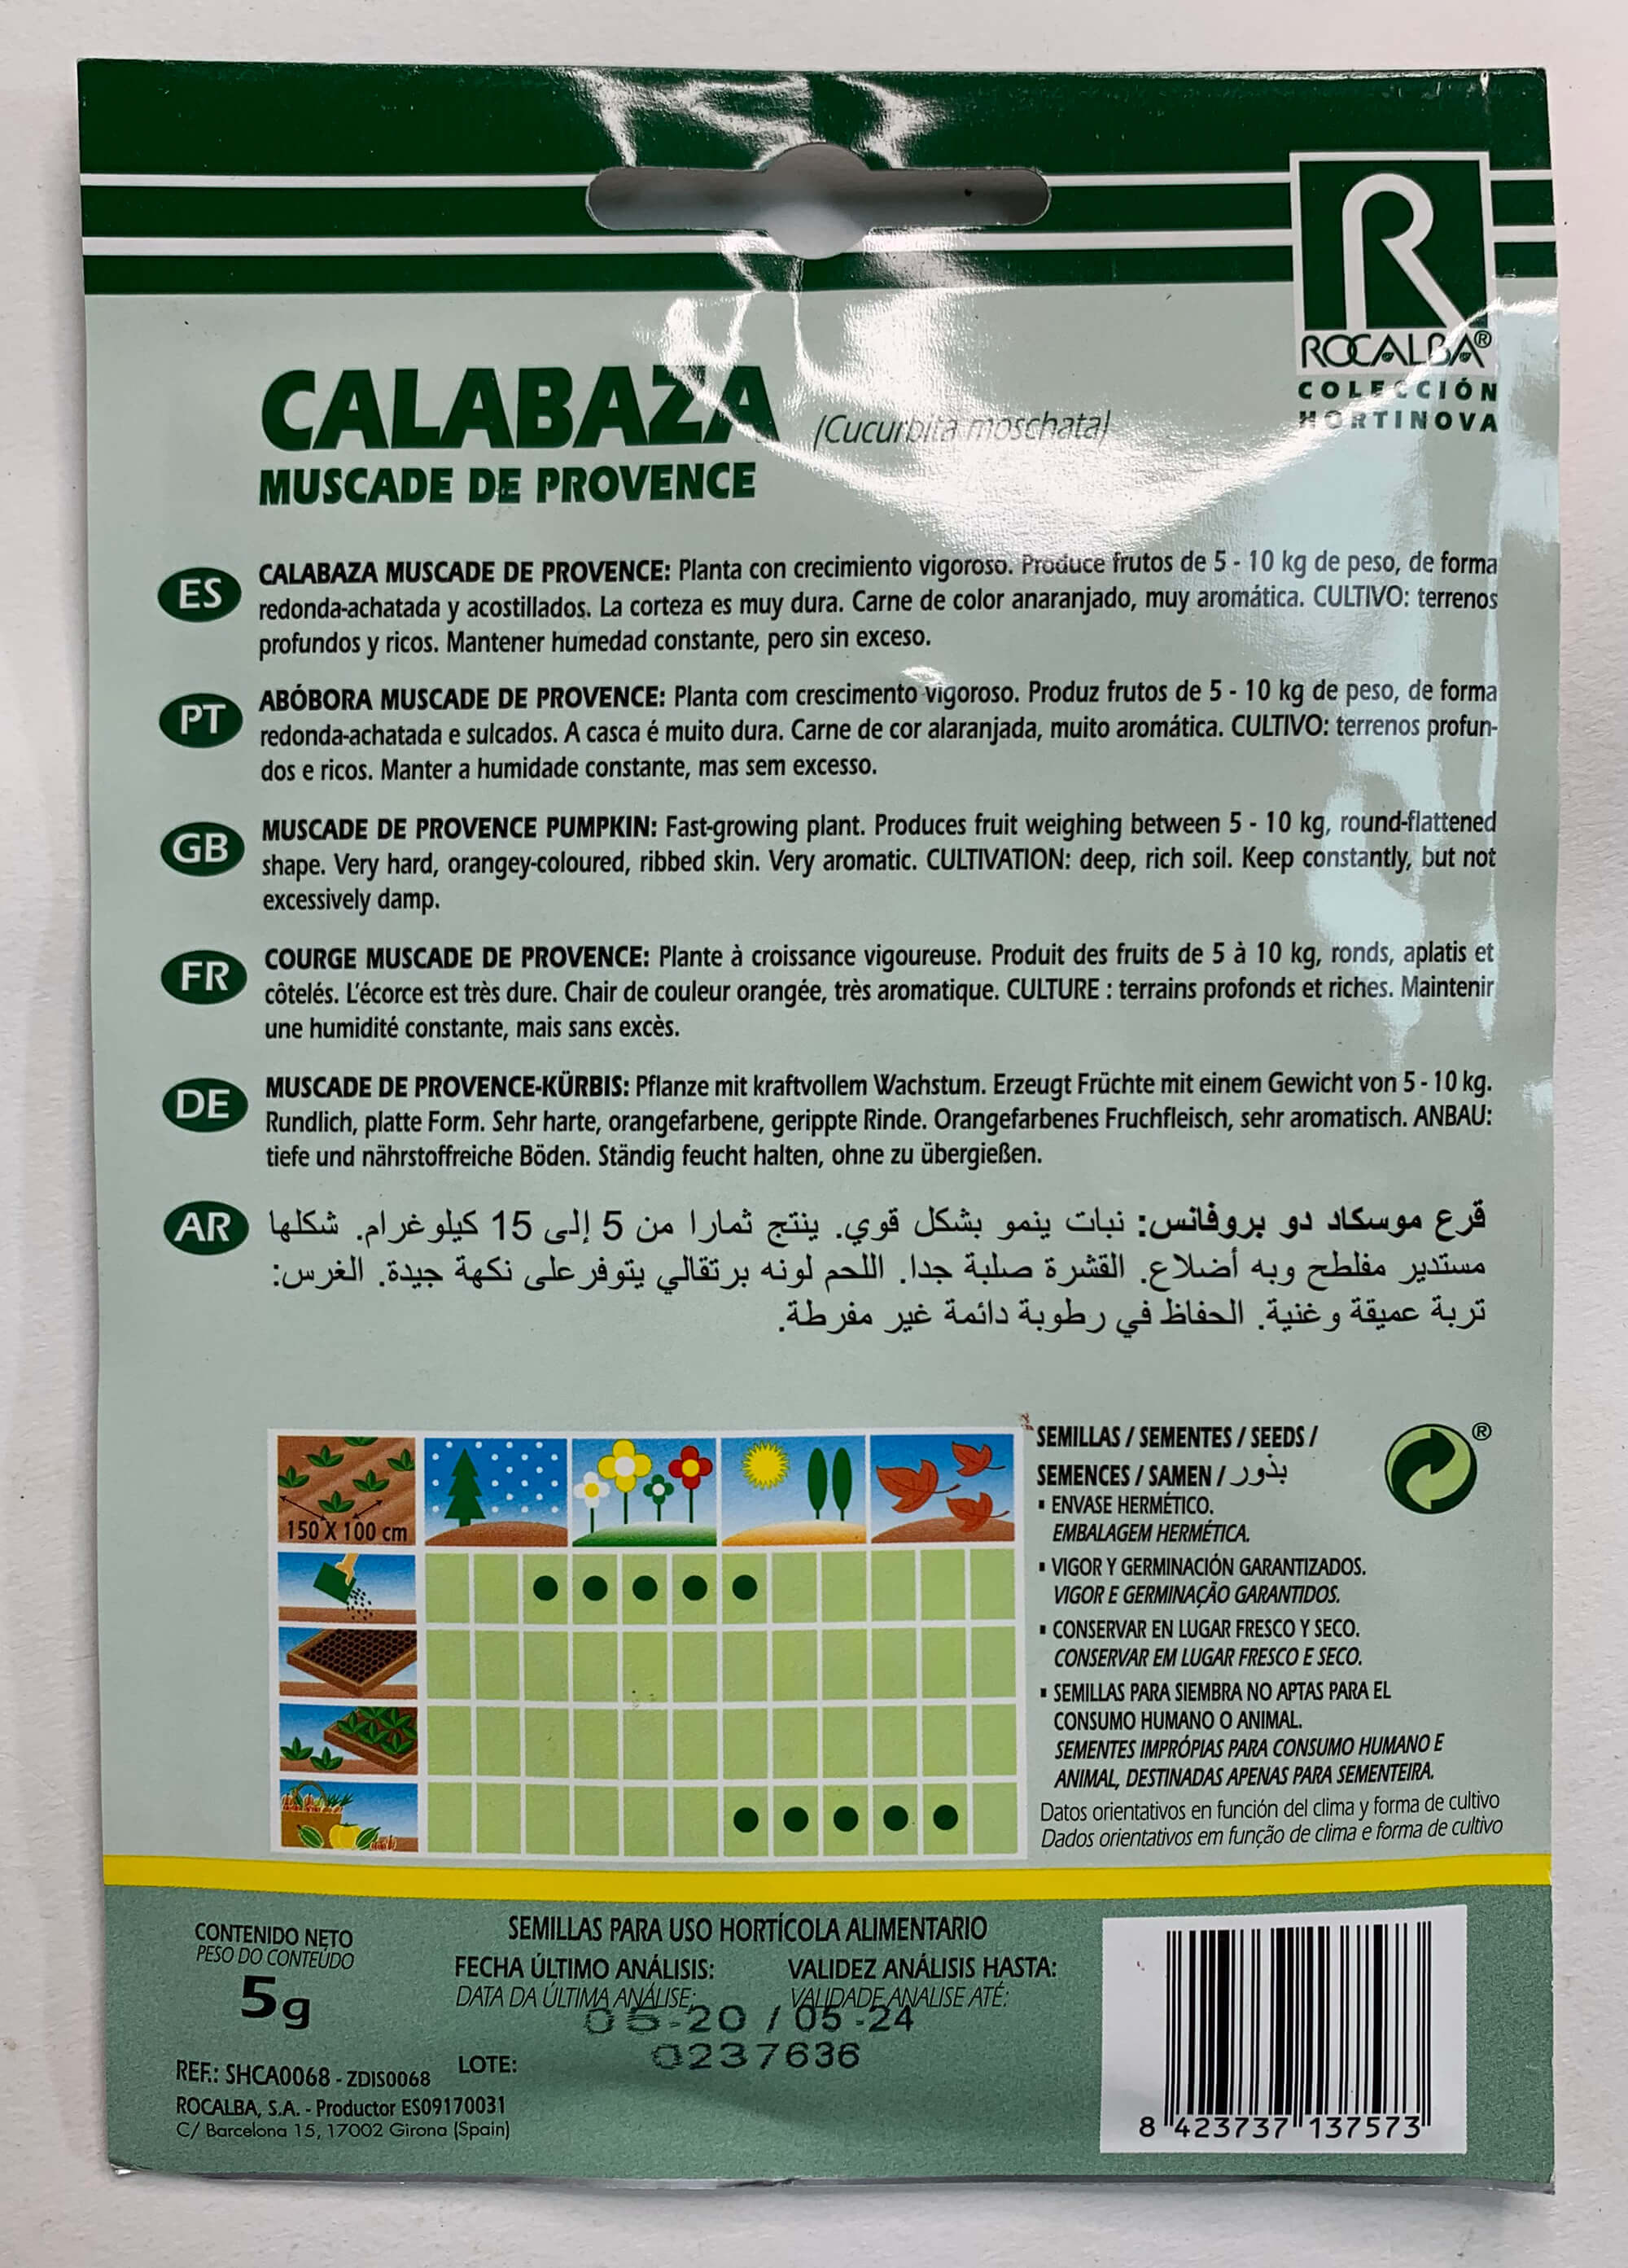 R
ROCALBA®
COLECCIÓN
HORTINOVA
CALABAZA (Cucurbita moschata)
MUSCADE DE PROVENCE
ES
CALABAZA MUSCADE DE PROVENCE: Planta con crecimiento vigoroso. Produce frutos de 5 - 10 kg de peso, de forma
redonda-achatada y acostillados. La corteza es muy dura. Carne de color anaranjado, muy aromática. CULTIVO: terrenos
profundos y ricos. Mantener humedad constante, pero sin exceso.
PT
ABÓBORA MUSCADE DE PROVENCE: Planta com crescimento vigoroso. Produz frutos de 5 - 10 kg de peso, de forma
redonda-achatada e sulcados. A casca é muito dura. Carne de cor alaranjada, muito aromática. CULTIVO: terrenos profun-
dos e ricos. Manter a humidade constante, mas sem excesso.
GB
MUSCADE DE PROVENCE PUMPKIN: Fast-growing plant. Produces fruit weighing between 5 - 10 kg, round-flattened
shape. Very hard, orangey-coloured, ribbed skin. Very aromatic. CULTIVATION: deep, rich soil. Keep constantly, but not
excessively damp.
FR
COURGE MUSCADE DE PROVENCE: Plante à croissance vigoureuse. Produit des fruits de 5 à 10 kg, ronds, aplatis et
côtelés. L'écorce est très dure. Chair de couleur orangée, très aromatique. CULTURE : terrains profonds et riches. Maintenir
une humidité constante, mais sans excès.
DE
MUSCADE DE PROVENCE-KÜRBIS: Pflanze mit kraftvollem Wachstum. Erzeugt Früchte mit einem Gewicht von 5 - 10 kg.
Rundlich, platte Form. Sehr harte, orangefarbene, gerippte Rinde. Orangefarbenes Fruchfleisch, sehr aromatisch. ANBAU:
tiefe und nährstoffreiche Böden. Ständig feucht halten, ohne zu übergießen.
AR
قرع موسكاد دو بروفانس: نبات ينمو بشكل قوي. ينتج ثمارا من 5 إلى 15 كيلوغرام. شكلها
مستدير مفلطح وبه أضلاع. القشرة صلبة جدا. اللحم لونه برتقالي يتوفر على نكهة جيدة. الغرس:
تربة عميقة وغنية. الحفاظ في رطوبة دائمة غير مفرطة.
150 X 100 cm
SEMILLAS / SEMENTES / SEEDS /
SEMENCES / SAMEN / بذور
®
▪ ENVASE HERMÉTICO.
EMBALAGEM HERMÉTICA.
▪ VIGOR Y GERMINACIÓN GARANTIZADOS.
VIGOR E GERMINAÇÃO GARANTIDOS.
▪ CONSERVAR EN LUGAR FRESCO Y SECO.
CONSERVAR EM LUGAR FRESCO E SECO.
▪ SEMILLAS PARA SIEMBRA NO APTAS PARA EL
CONSUMO HUMANO O ANIMAL.
SEMENTES IMPRÓPIAS PARA CONSUMO HUMANO E
ANIMAL, DESTINADAS APENAS PARA SEMENTEIRA.
Datos orientativos en función del clima y forma de cultivo
Dados orientativos em função de clima e forma de cultivo
CONTENIDO NETO
PESO DO CONTEÚDO
5g
SEMILLAS PARA USO HORTÍCOLA ALIMENTARIO
FECHA ÚLTIMO ANÁLISIS: VALIDEZ ANÁLISIS HASTA:
DATA DA ÚLTIMA ANÁLISE: VALIDADE ANALISE ATÉ:
05-20 / 05-24
LOTE: 0237636
REF.: SHCA0068 - ZDIS0068
ROCALBA, S.A. - Productor ES09170031
C/ Barcelona 15, 17002 Girona (Spain)
8 423737 137573